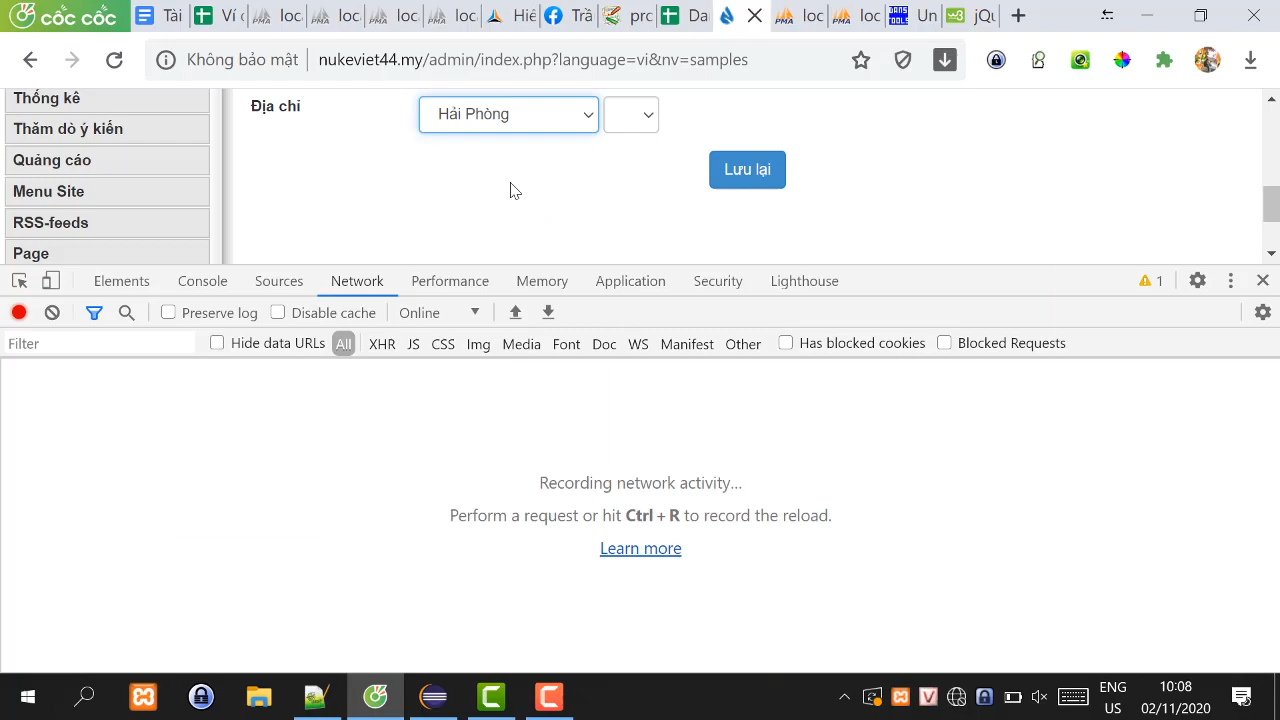 cốc cốc Tài Ví c loc loc loc loc Hiê Trầ prc Da loc loc Un jQu
Không bảo mật nukeviet44.my/admin/index.php?language=vi&nv=samples
Thống kê
Thăm dò ý kiến
Quảng cáo
Menu Site
RSS-feeds
Page
Địa chỉ Hải Phòng
Lưu lại
Elements Console Sources Network Performance Memory Application Security Lighthouse 1
Preserve log Disable cache Online
Filter Hide data URLs All XHR JS CSS Img Media Font Doc WS Manifest Other Has blocked cookies Blocked Requests
Recording network activity...
Perform a request or hit Ctrl + R to record the reload.
Learn more
ENG 10:08
US 02/11/2020